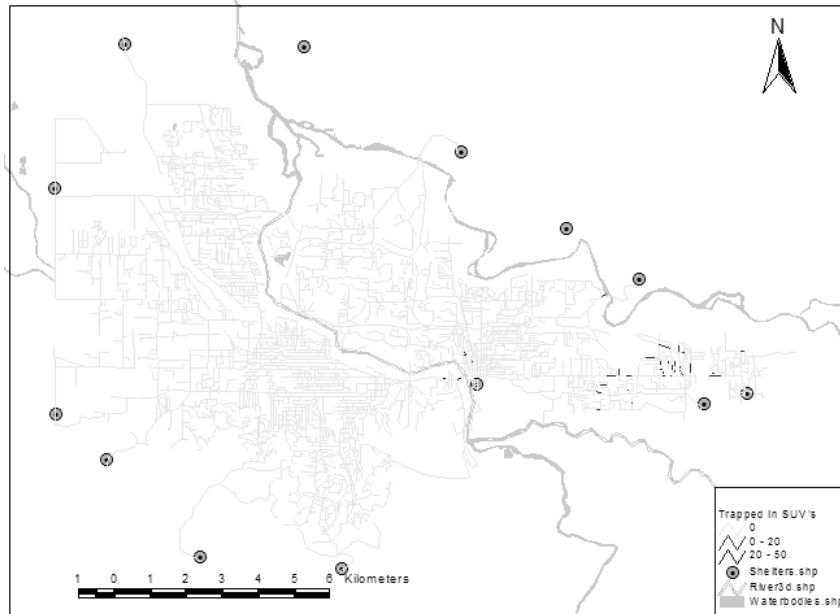 N
Trapped in SUV's
0
0 - 20
20 - 50
Shelters.shp
River3d.shp
Waterbodies.shp
1 0 1 2 3 4 5 6 Kilometers